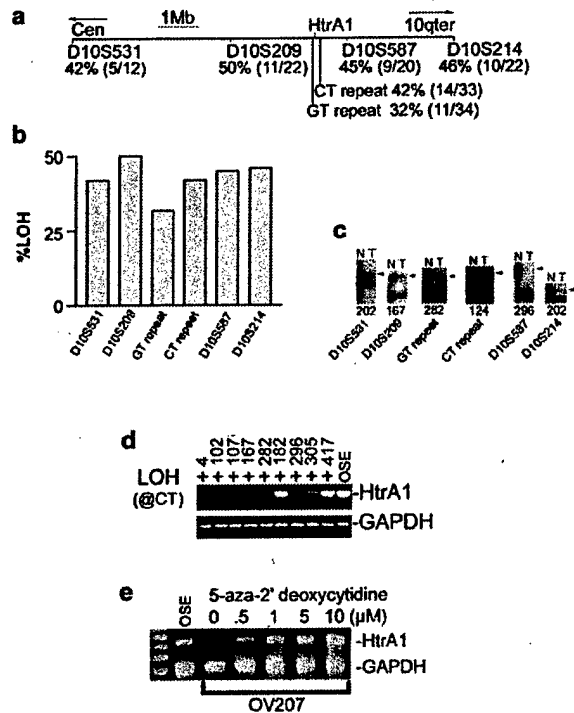 a
Cen 1Mb HtrA1 10qter
D10S531 D10S209 D10S587 D10S214
42% (5/12) 50% (11/22) 45% (9/20) 46% (10/22)
CT repeat 42% (14/33)
GT repeat 32% (11/34)
b
%LOH
50
25
0
D10S531 D10S209 GT repeat CT repeat D10S587 D10S214
c
N T N T N T N T N T N T
202 167 282 124 296 202
D10S531 D10S209 GT repeat CT repeat D10S587 D10S214
d
4 102 107 167 282 182 296 305 417 OSE
LOH + + + + + + + + +
(@CT)
-HtrA1
-GAPDH
e
5-aza-2' deoxycytidine
OSE 0 .5 1 5 10 (µM)
-HtrA1
-GAPDH
OV207